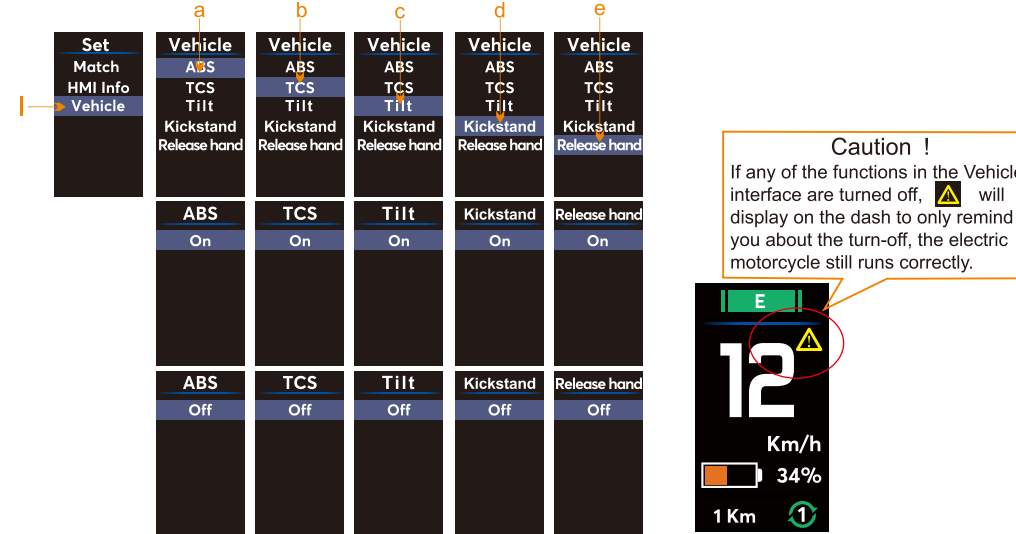 a
b
c
d
e
I
Set
Match
HMI Info
Vehicle
Vehicle
ABS
TCS
Tilt
Kickstand
Release hand
Vehicle
ABS
TCS
Tilt
Kickstand
Release hand
Vehicle
ABS
TCS
Tilt
Kickstand
Release hand
Vehicle
ABS
TCS
Tilt
Kickstand
Release hand
Vehicle
ABS
TCS
Tilt
Kickstand
Release hand
ABS
On
TCS
On
Tilt
On
Kickstand
On
Release hand
On
ABS
Off
TCS
Off
Tilt
Off
Kickstand
Off
Release hand
Off
Caution !
If any of the functions in the Vehicle
interface are turned off, will
display on the dash to only remind
you about the turn-off, the electric
motorcycle still runs correctly.
E
12
Km/h
34%
1 Km
1